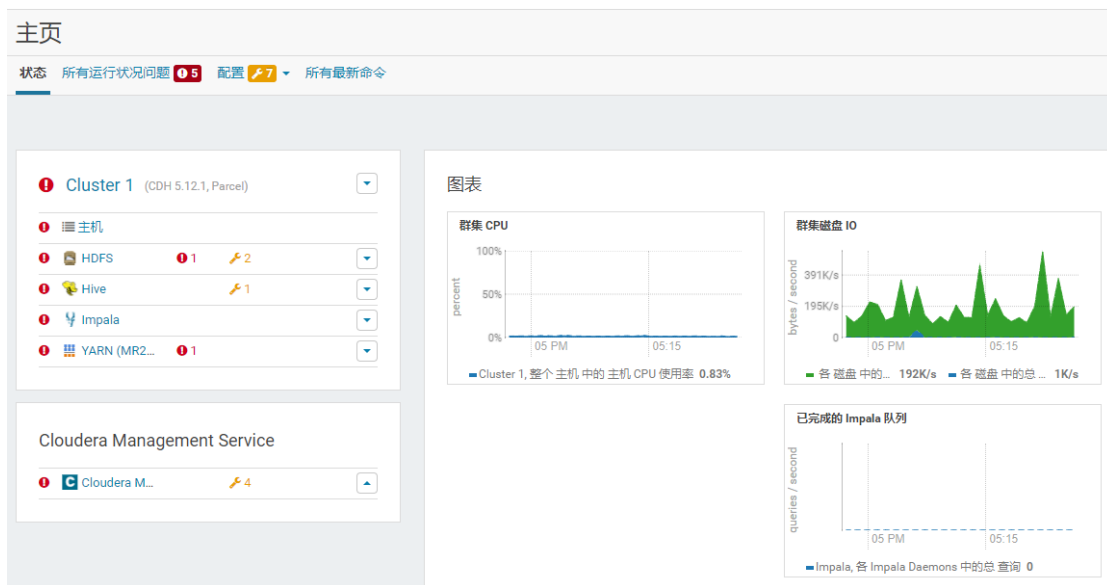 主页
状态 所有运行状况问题 5 配置 7 所有最新命令
Cluster 1 (CDH 5.12.1, Parcel)
主机
HDFS 1 2
Hive 1
Impala
YARN (MR2... 1
Cloudera Management Service
C Cloudera M... 4
图表
群集 CPU
percent
100%
50%
0%
05 PM 05:15
Cluster 1, 整个 主机 中的 主机 CPU 使用率 0.83%
群集磁盘 IO
bytes / second
391K/s
195K/s
0
05 PM 05:15
各 磁盘 中的... 192K/s 各 磁盘 中的总 ... 1K/s
已完成的 Impala 队列
queries / second
05 PM 05:15
Impala, 各 Impala Daemons 中的总 查询 0